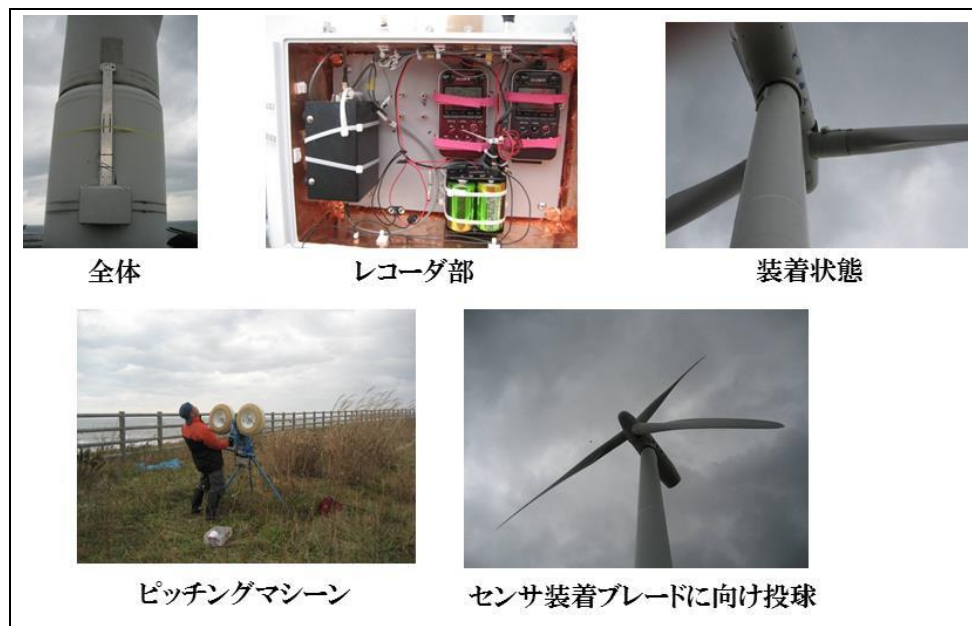 全体
レコーダ部
装着状態
ピッチングマシーン
センサ装着ブレードに向け投球